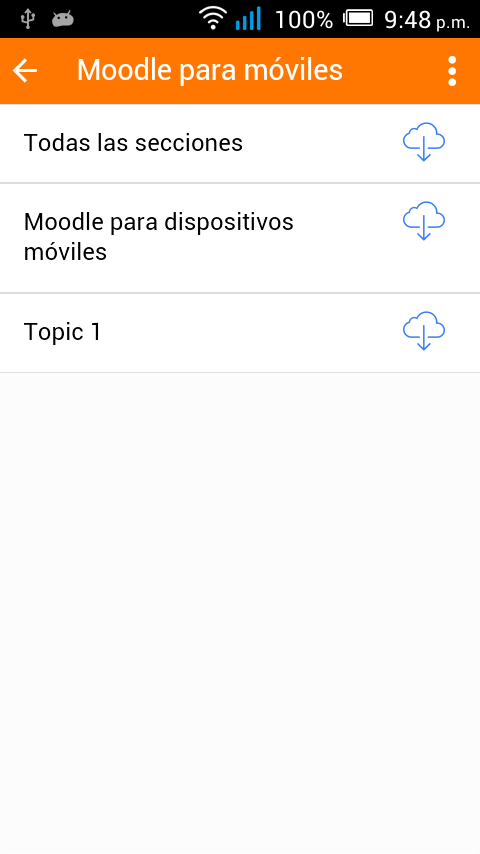 100% 9:48 p.m.
Moodle para móviles
Todas las secciones
Moodle para dispositivos
móviles
Topic 1